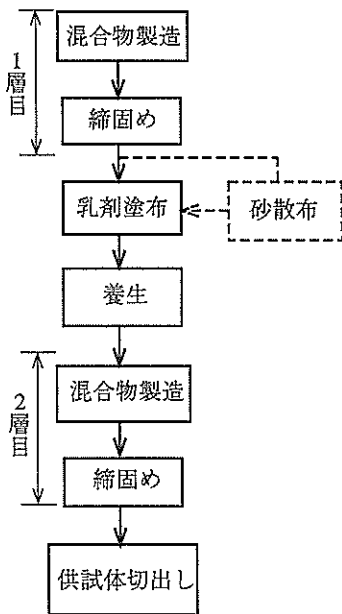 1層目
混合物製造
締固め
乳剤塗布
砂散布
養生
2層目
混合物製造
締固め
供試体切出し